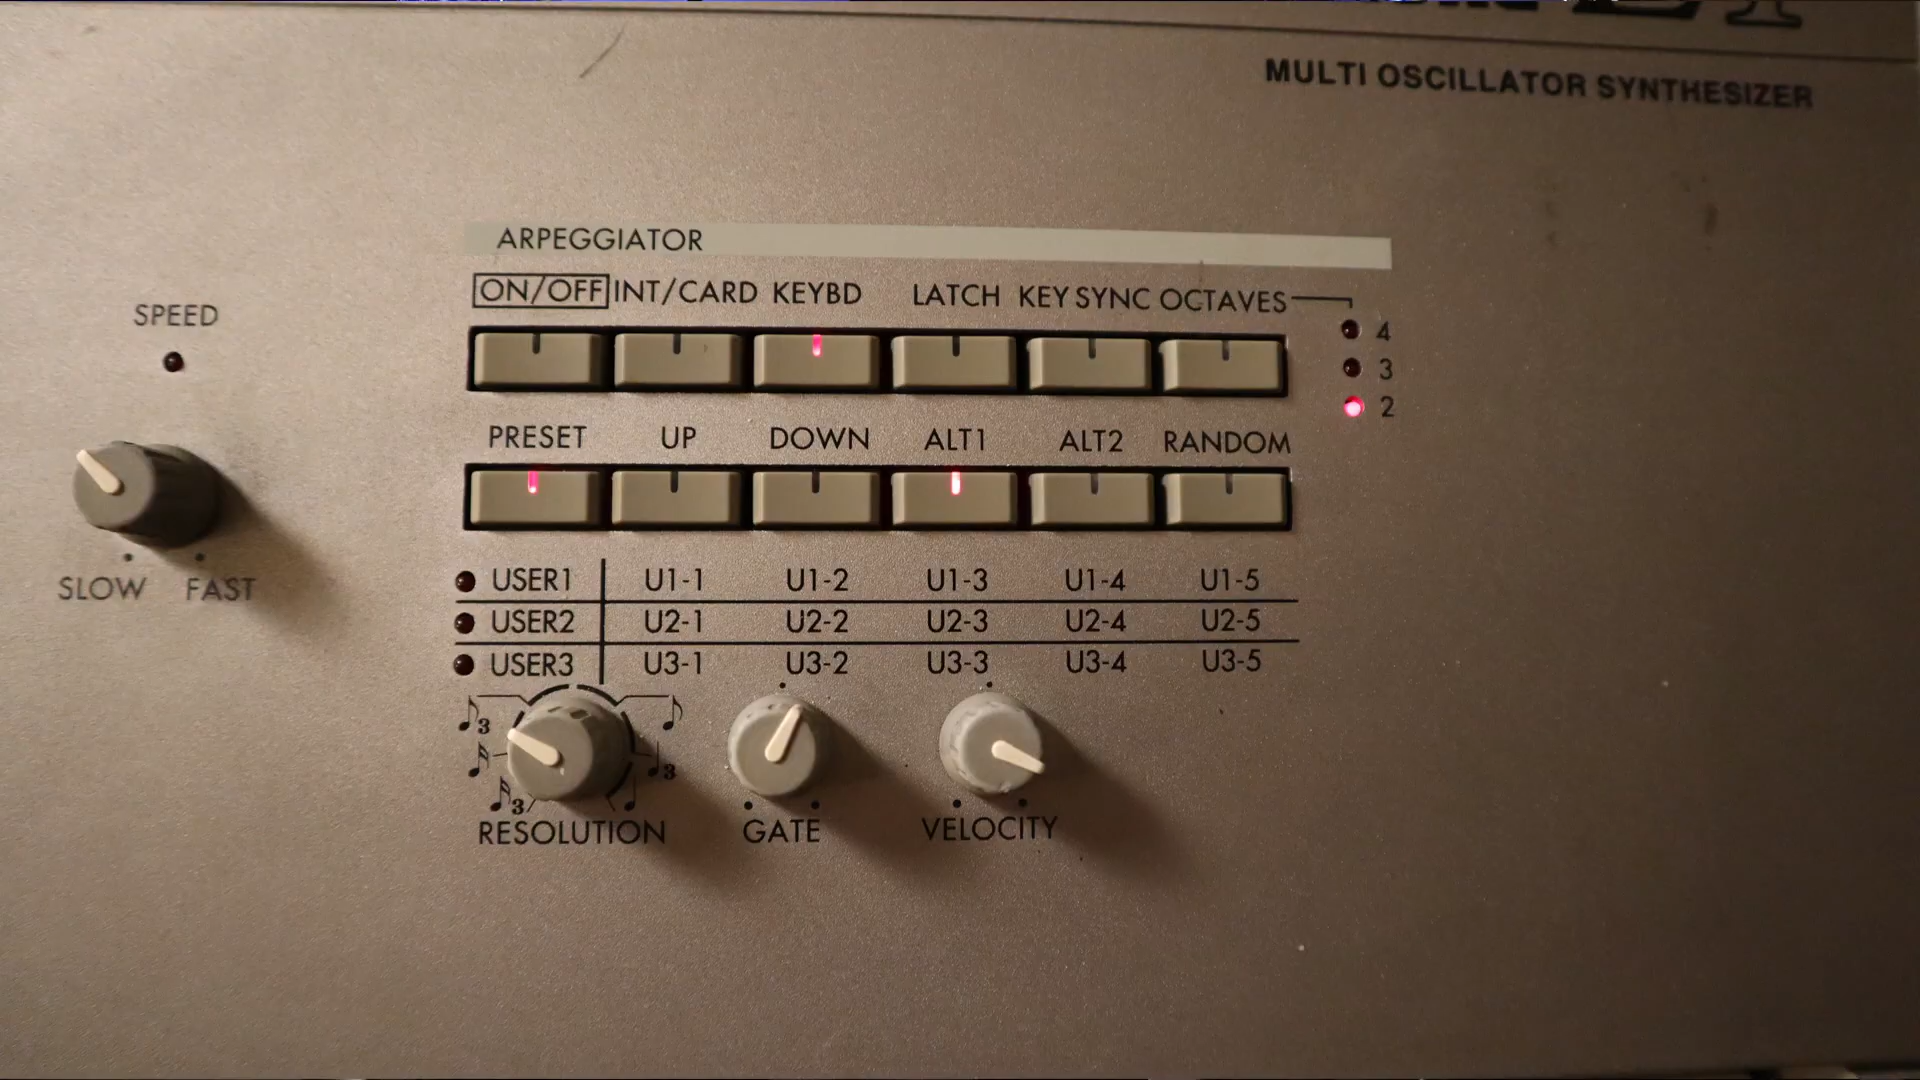 MULTI OSCILLATOR SYNTHESIZER
ARPEGGIATOR
ON/OFF INT/CARD KEYBD LATCH KEY SYNC OCTAVES
4
3
2
SPEED
SLOW FAST
PRESET UP DOWN ALT1 ALT2 RANDOM
USER1 U1-1 U1-2 U1-3 U1-4 U1-5
USER2 U2-1 U2-2 U2-3 U2-4 U2-5
USER3 U3-1 U3-2 U3-3 U3-4 U3-5
3
3
3
RESOLUTION GATE VELOCITY